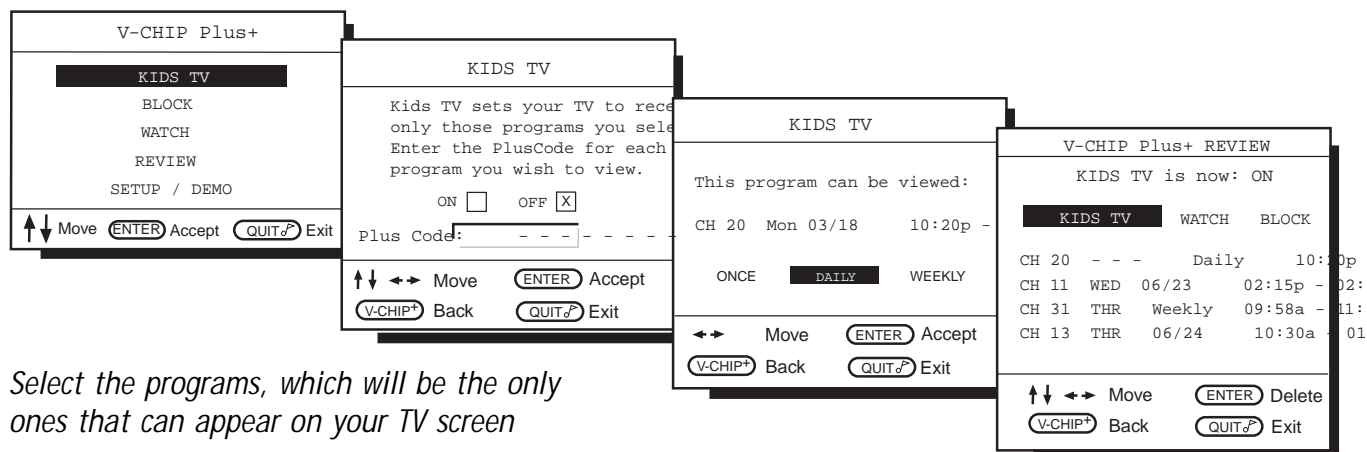 V-CHIP Plus+
KIDS TV
BLOCK
WATCH
REVIEW
SETUP / DEMO
Move ENTER Accept QUIT Exit
KIDS TV
Kids TV sets your TV to rece
only those programs you sele
Enter the PlusCode for each
program you wish to view.
ON OFF X
Plus Code: - - - - - - - -
Move ENTER Accept
V-CHIP+ Back QUIT Exit
KIDS TV
This program can be viewed:
CH 20 Mon 03/18 10:20p -
ONCE DAILY WEEKLY
Move ENTER Accept
V-CHIP+ Back QUIT Exit
V-CHIP Plus+ REVIEW
KIDS TV is now: ON
KIDS TV WATCH BLOCK
CH 20 - - - Daily 10:20p
CH 11 WED 06/23 02:15p - 02:
CH 31 THR Weekly 09:58a - 11:
CH 13 THR 06/24 10:30a - 01
Move ENTER Delete
V-CHIP+ Back QUIT Exit
Select the programs, which will be the only
ones that can appear on your TV screen